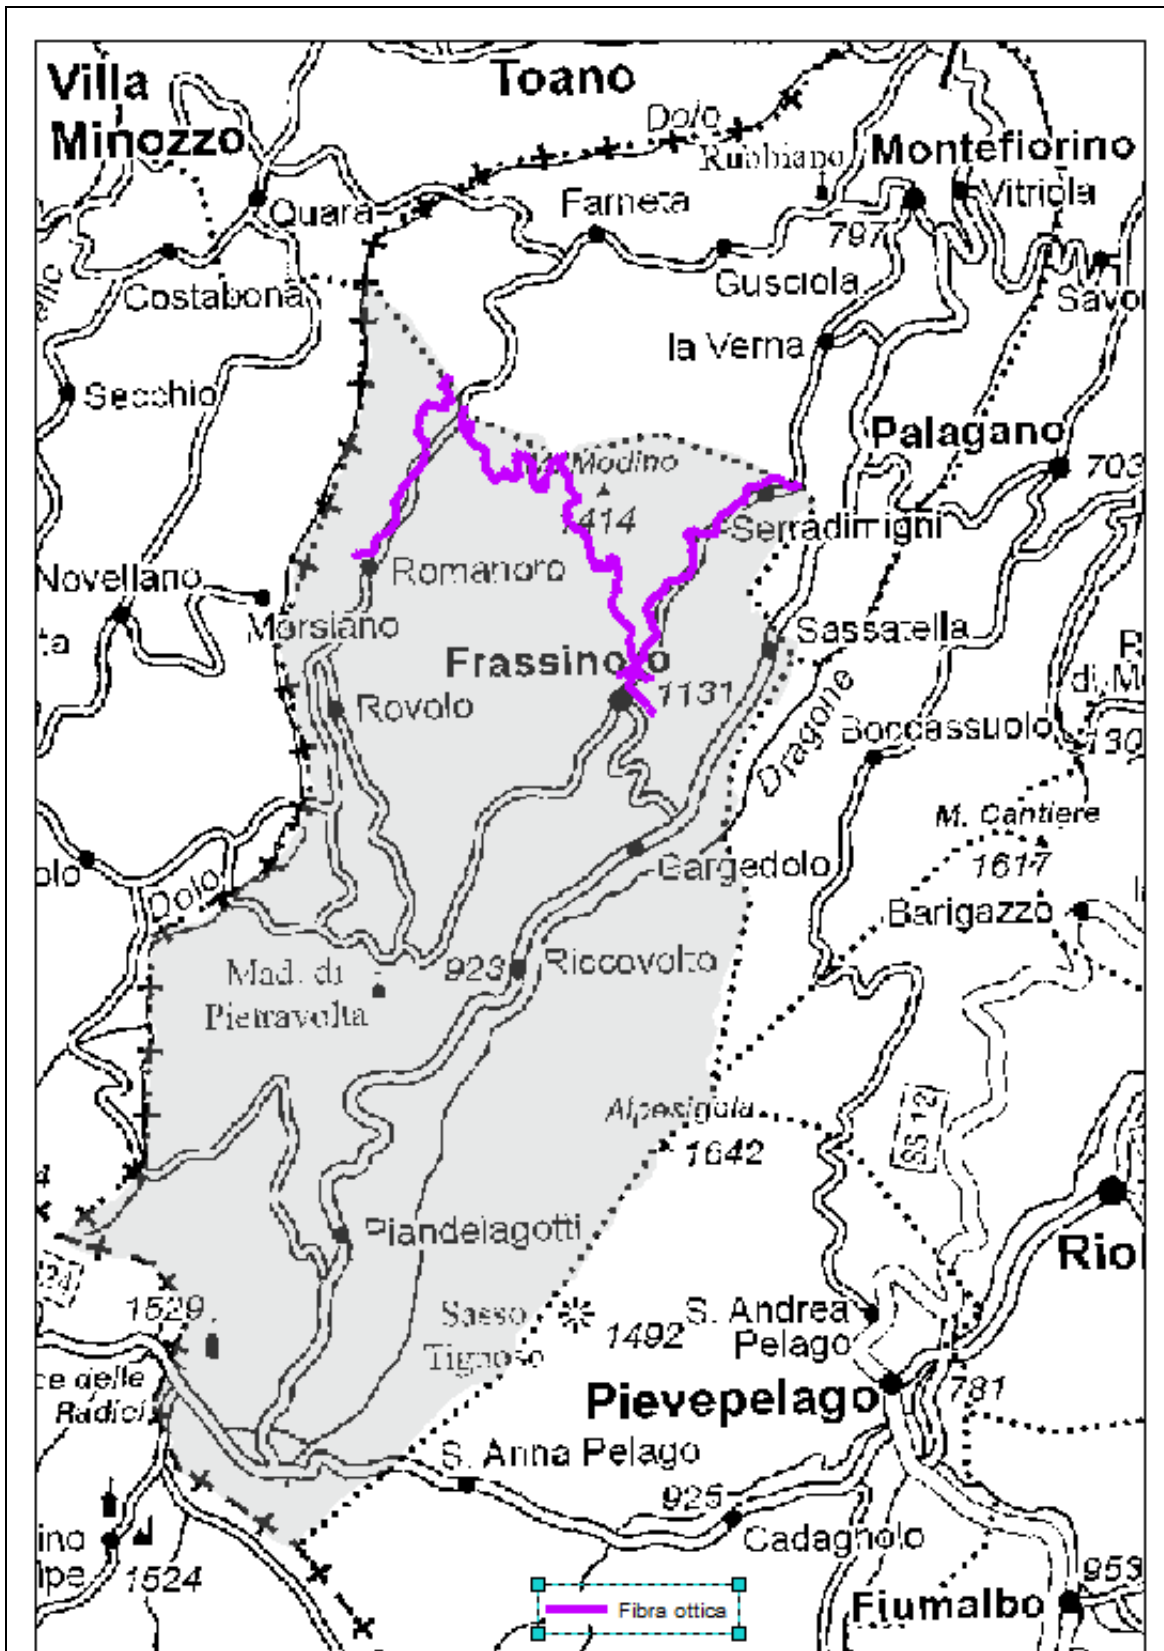 Villa
Minozzo
Toano
Dolo
Rubbiano
Montefiorino
Vitriola
Quara
Farneta
797
Gusciola
Costabona
la Verna
Secchio
Palagano
703
M. Modino
1414
Serradimigni
Romanoro
Novellano
Morsiano
Sassatella
Frassinoro
1131
Rovolo
Dragone
Boccassuolo
M. Cantiere
1617
Gargedolo
Dolo
Barigazzo
Mad. di
Pietravolta
923
Riccovolto
Alpesigola
1642
SS 12
Piandelagotti
Riol
1529
Sasso
Tignoso
1492
S. Andrea
Pelago
ce delle
Radici
Pievepelago
781
S. Anna Pelago
925
Cadagnolo
1524
953
Fiumalbo
Fibra ottica